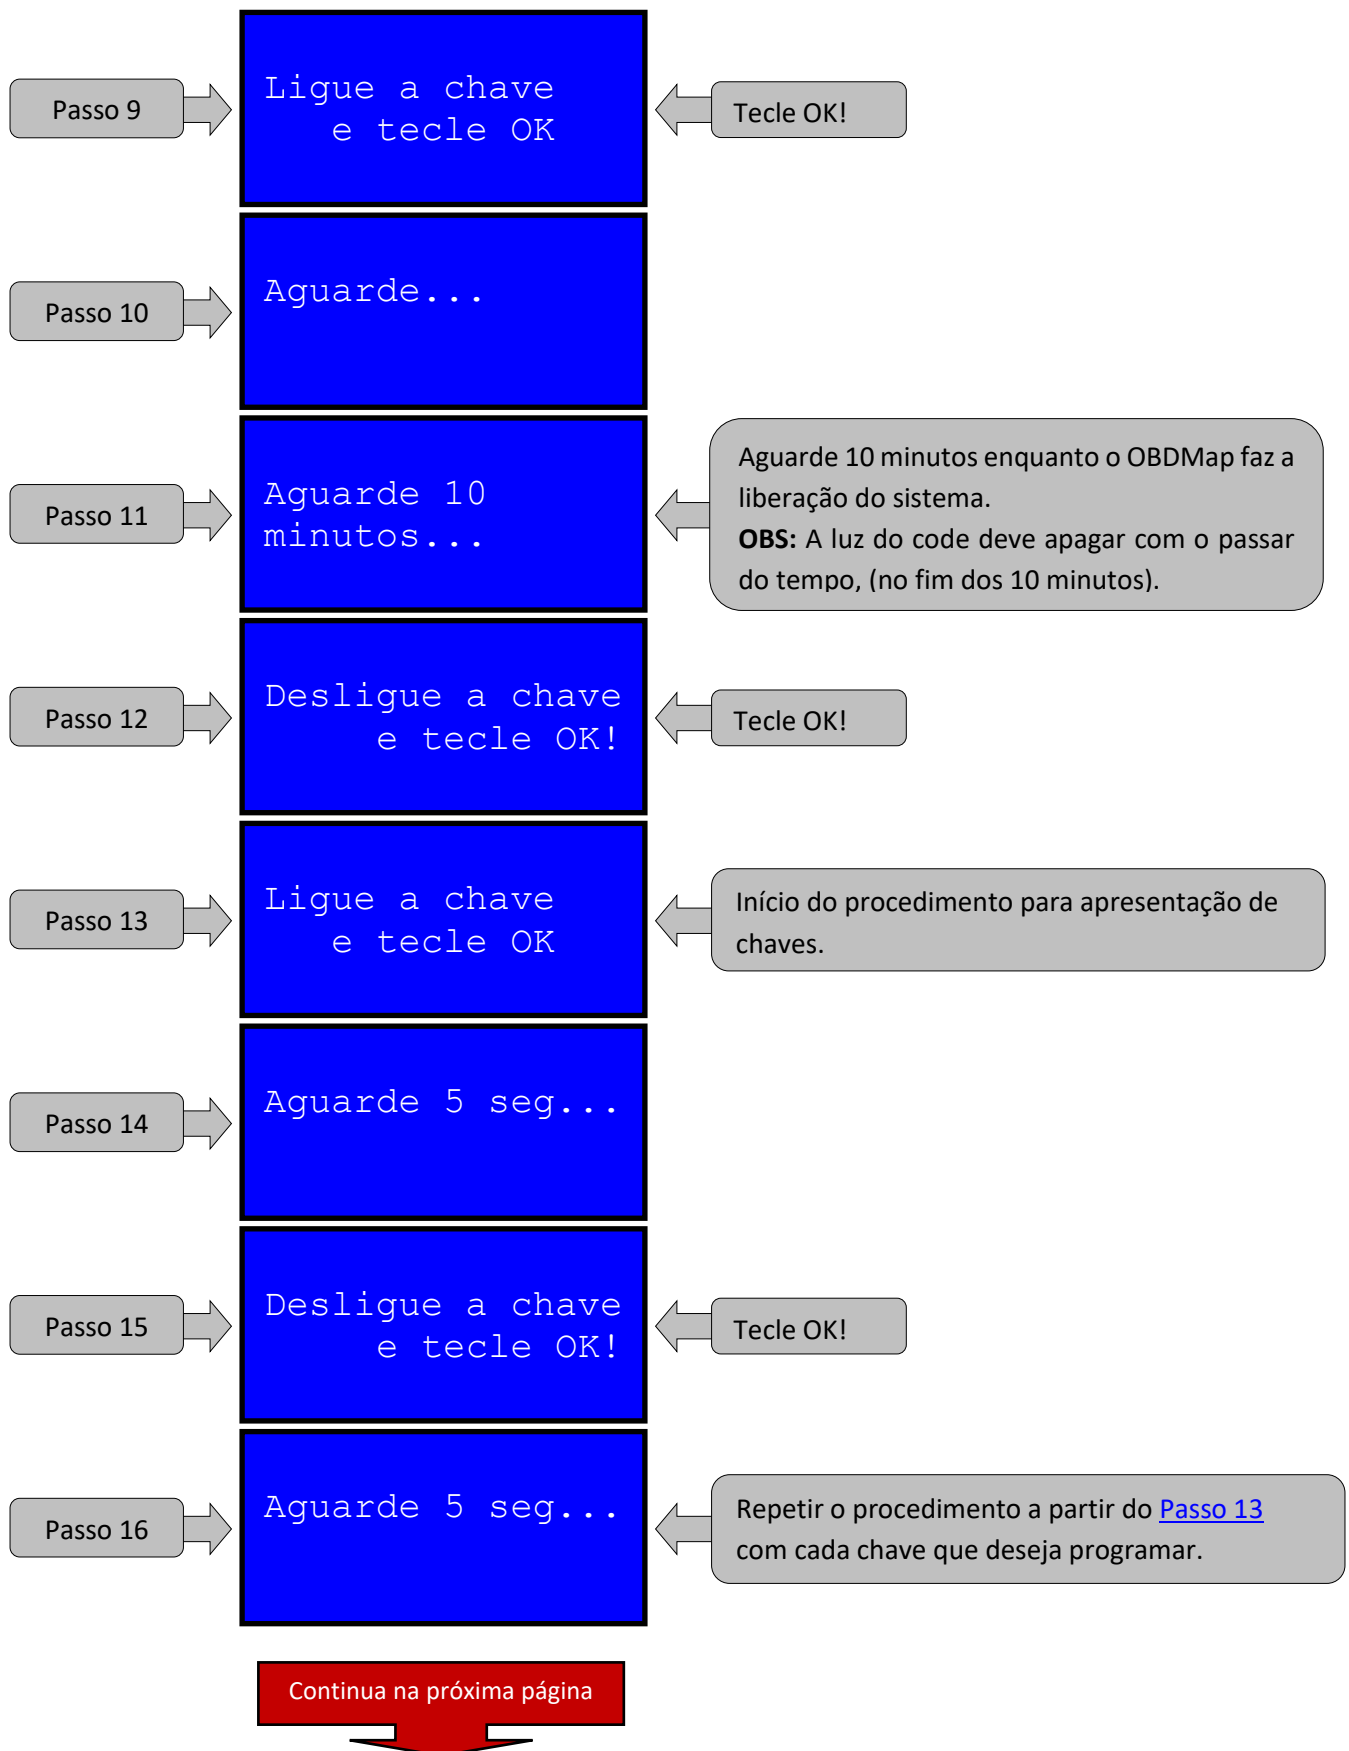 Passo 9
Ligue a chave
e tecle OK
Tecle OK!
Passo 10
Aguarde...
Passo 11
Aguarde 10
minutos...
Aguarde 10 minutos enquanto o OBDMap faz a
liberação do sistema.
OBS: A luz do code deve apagar com o passar
do tempo, (no fim dos 10 minutos).
Passo 12
Desligue a chave
e tecle OK!
Tecle OK!
Passo 13
Ligue a chave
e tecle OK
Início do procedimento para apresentação de
chaves.
Passo 14
Aguarde 5 seg...
Passo 15
Desligue a chave
e tecle OK!
Tecle OK!
Passo 16
Aguarde 5 seg...
Repetir o procedimento a partir do Passo 13
com cada chave que deseja programar.
Continua na próxima página